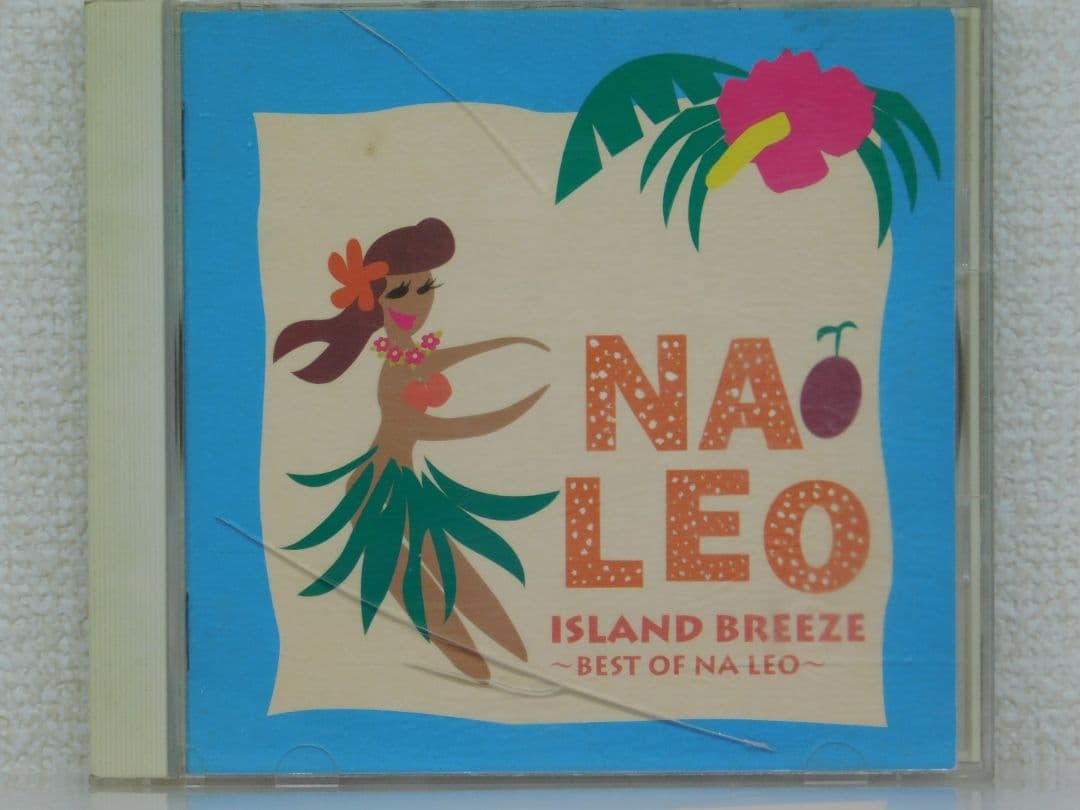 NA
LEO
ISLAND BREEZE
~BEST OF NA LEO~